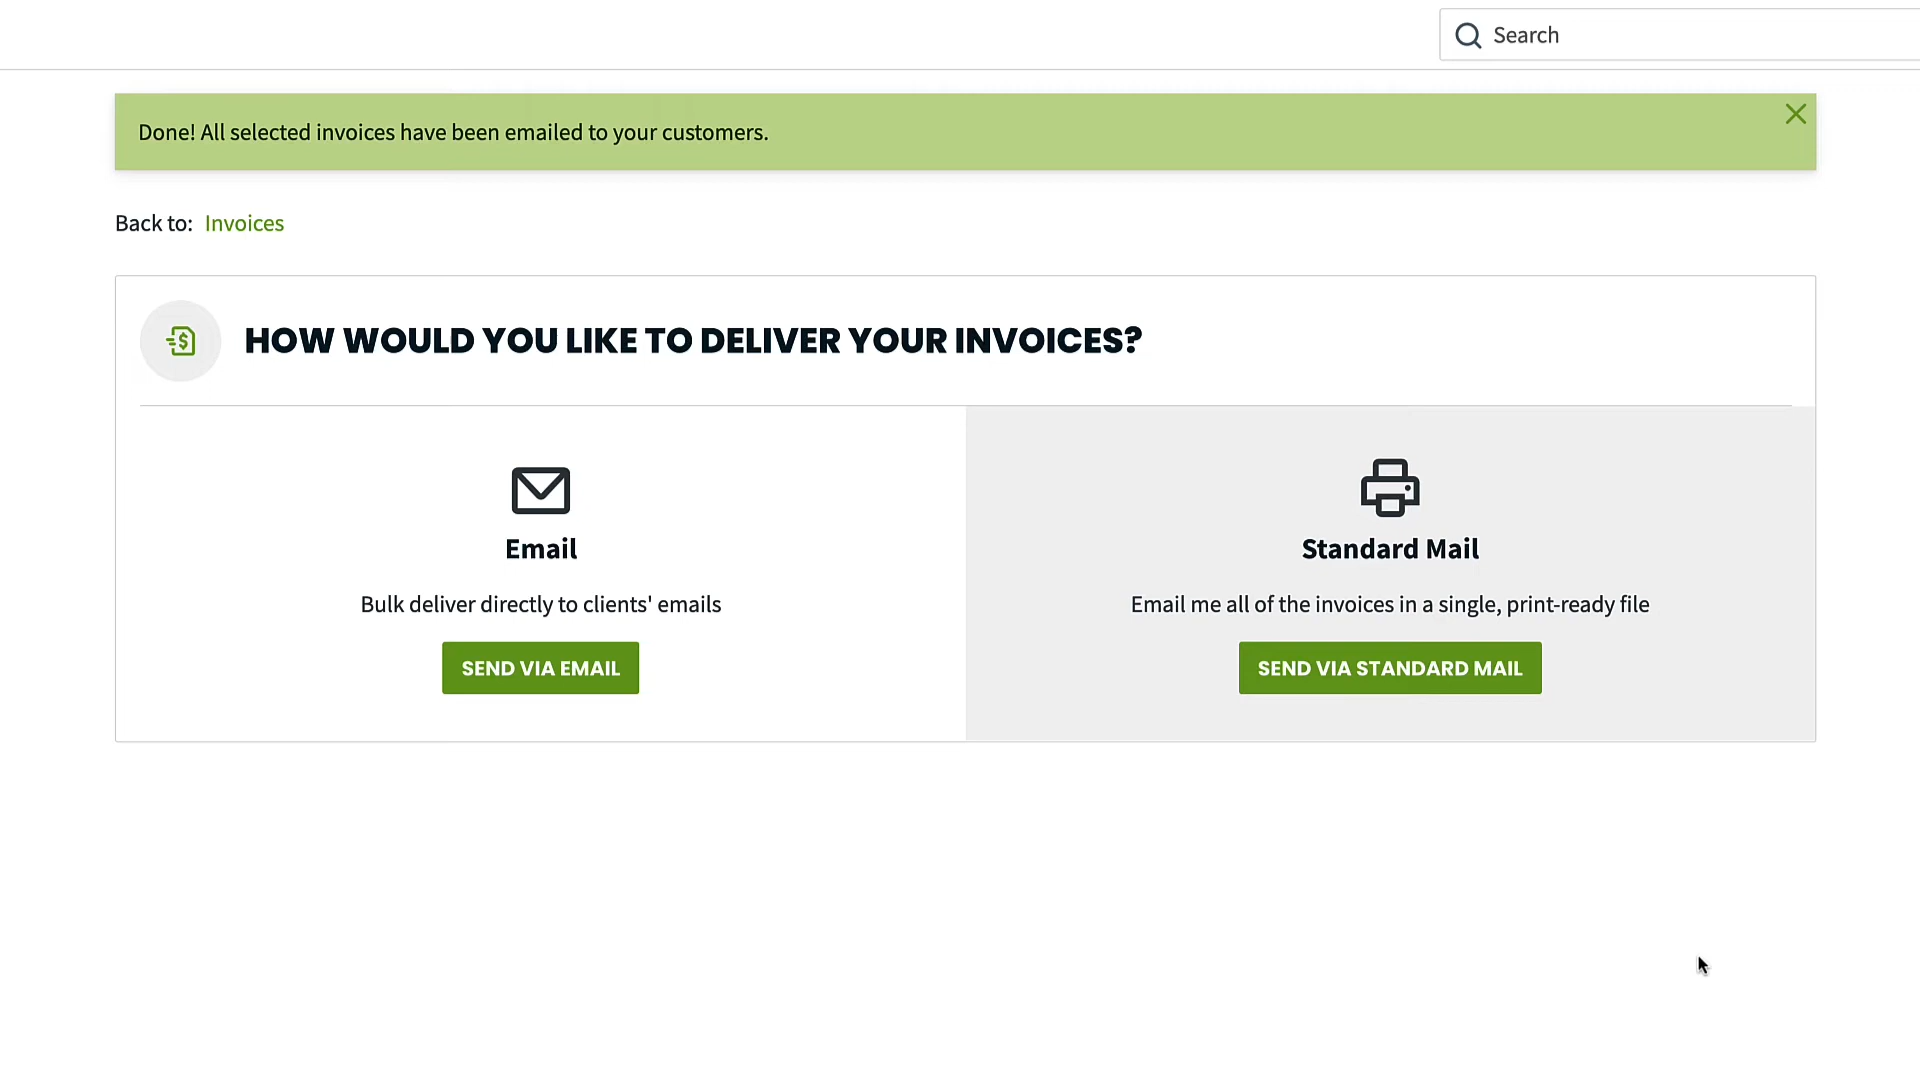 Search
Done! All selected invoices have been emailed to your customers.
Back to: Invoices
HOW WOULD YOU LIKE TO DELIVER YOUR INVOICES?
Email
Bulk deliver directly to clients' emails
SEND VIA EMAIL
Standard Mail
Email me all of the invoices in a single, print-ready file
SEND VIA STANDARD MAIL